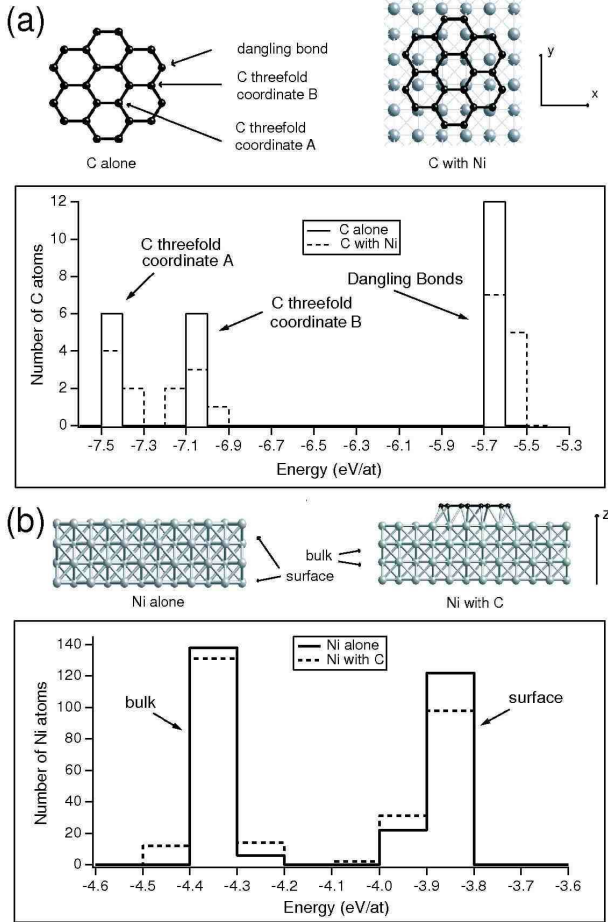 (a)
dangling bond
C threefold
coordinate B
C threefold
coordinate A
C alone
C with Ni
y
x
12
10
8
6
4
2
0
Number of C atoms
C alone
C with Ni
C threefold
coordinate A
C threefold
coordinate B
Dangling Bonds
-7.5 -7.3 -7.1 -6.9 -6.7 -6.5 -6.3 -6.1 -5.9 -5.7 -5.5 -5.3
Energy (eV/at)
(b)
z
bulk
surface
Ni alone
Ni with C
140
120
100
80
60
40
20
0
Number of Ni atoms
Ni alone
Ni with C
bulk
surface
-4.6 -4.5 -4.4 -4.3 -4.2 -4.1 -4.0 -3.9 -3.8 -3.7 -3.6
Energy (eV/at)